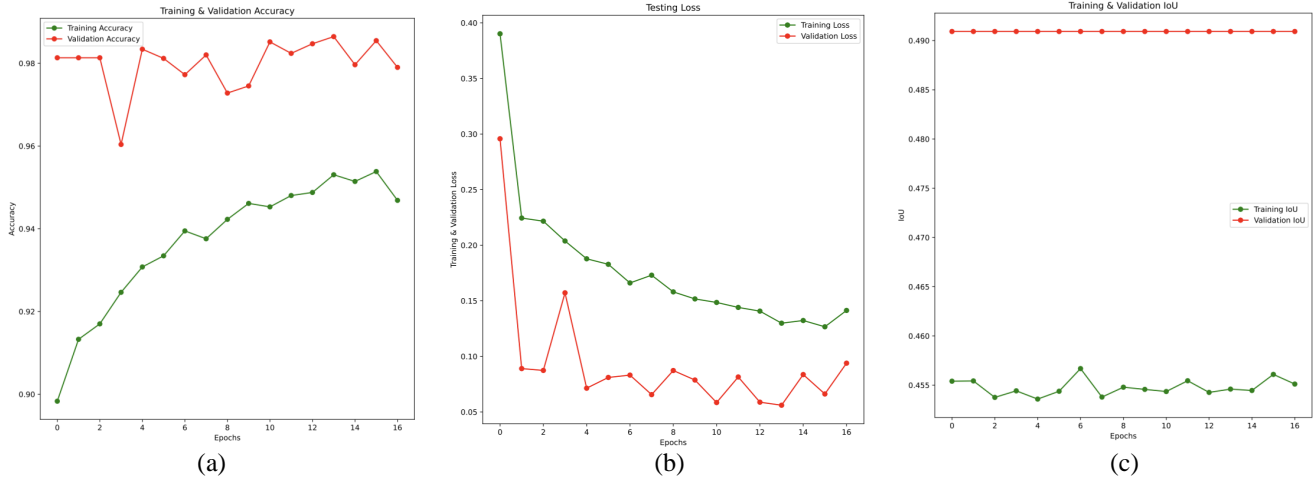 Training & Validation Accuracy
Training Accuracy
Validation Accuracy
0.98
0.96
0.94
0.92
0.90
Accuracy
0 2 4 6 8 10 12 14 16
Epochs
(a)
Testing Loss
Training Loss
Validation Loss
0.40
0.35
0.30
0.25
0.20
0.15
0.10
0.05
Training & Validation Loss
0 2 4 6 8 10 12 14 16
Epochs
(b)
Training & Validation IoU
0.490
0.485
0.480
0.475
0.470
0.465
0.460
0.455
IoU
Training IoU
Validation IoU
0 2 4 6 8 10 12 14 16
Epochs
(c)